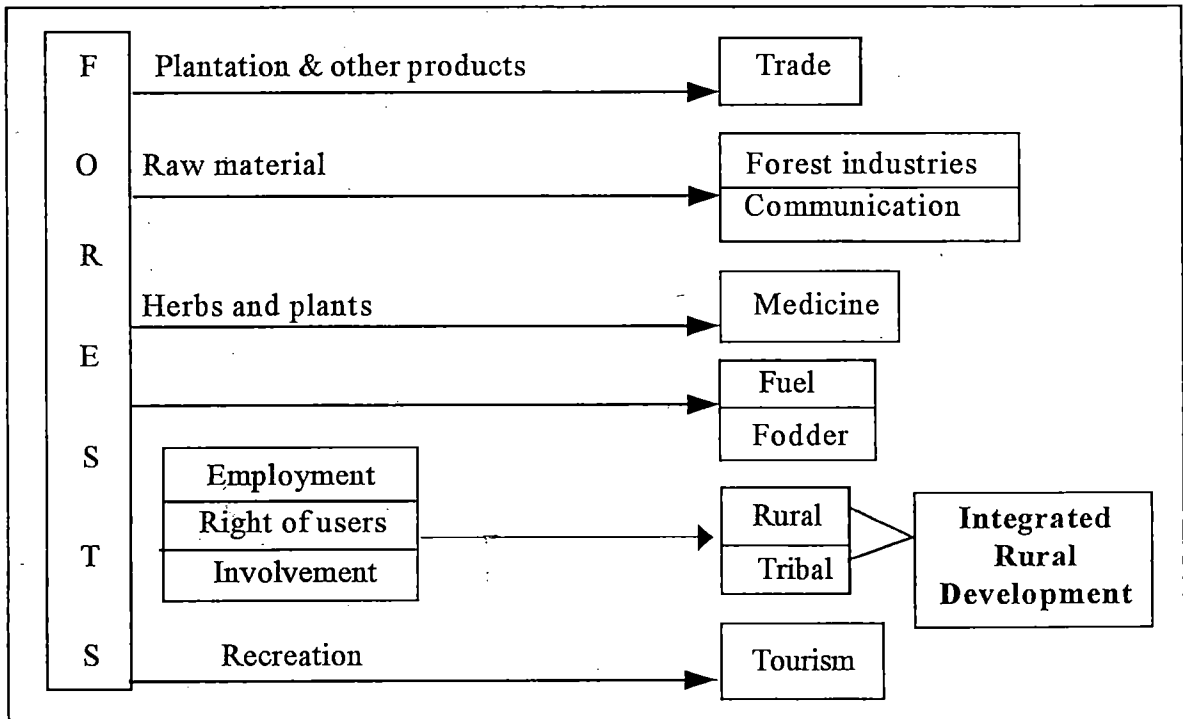 FORESTS
Plantation & other products
Trade
Raw material
Forest industries
Communication
Herbs and plants
Medicine
Fuel
Fodder
Employment
Right of users
Involvement
Rural
Tribal
Integrated
Rural
Development
Recreation
Tourism